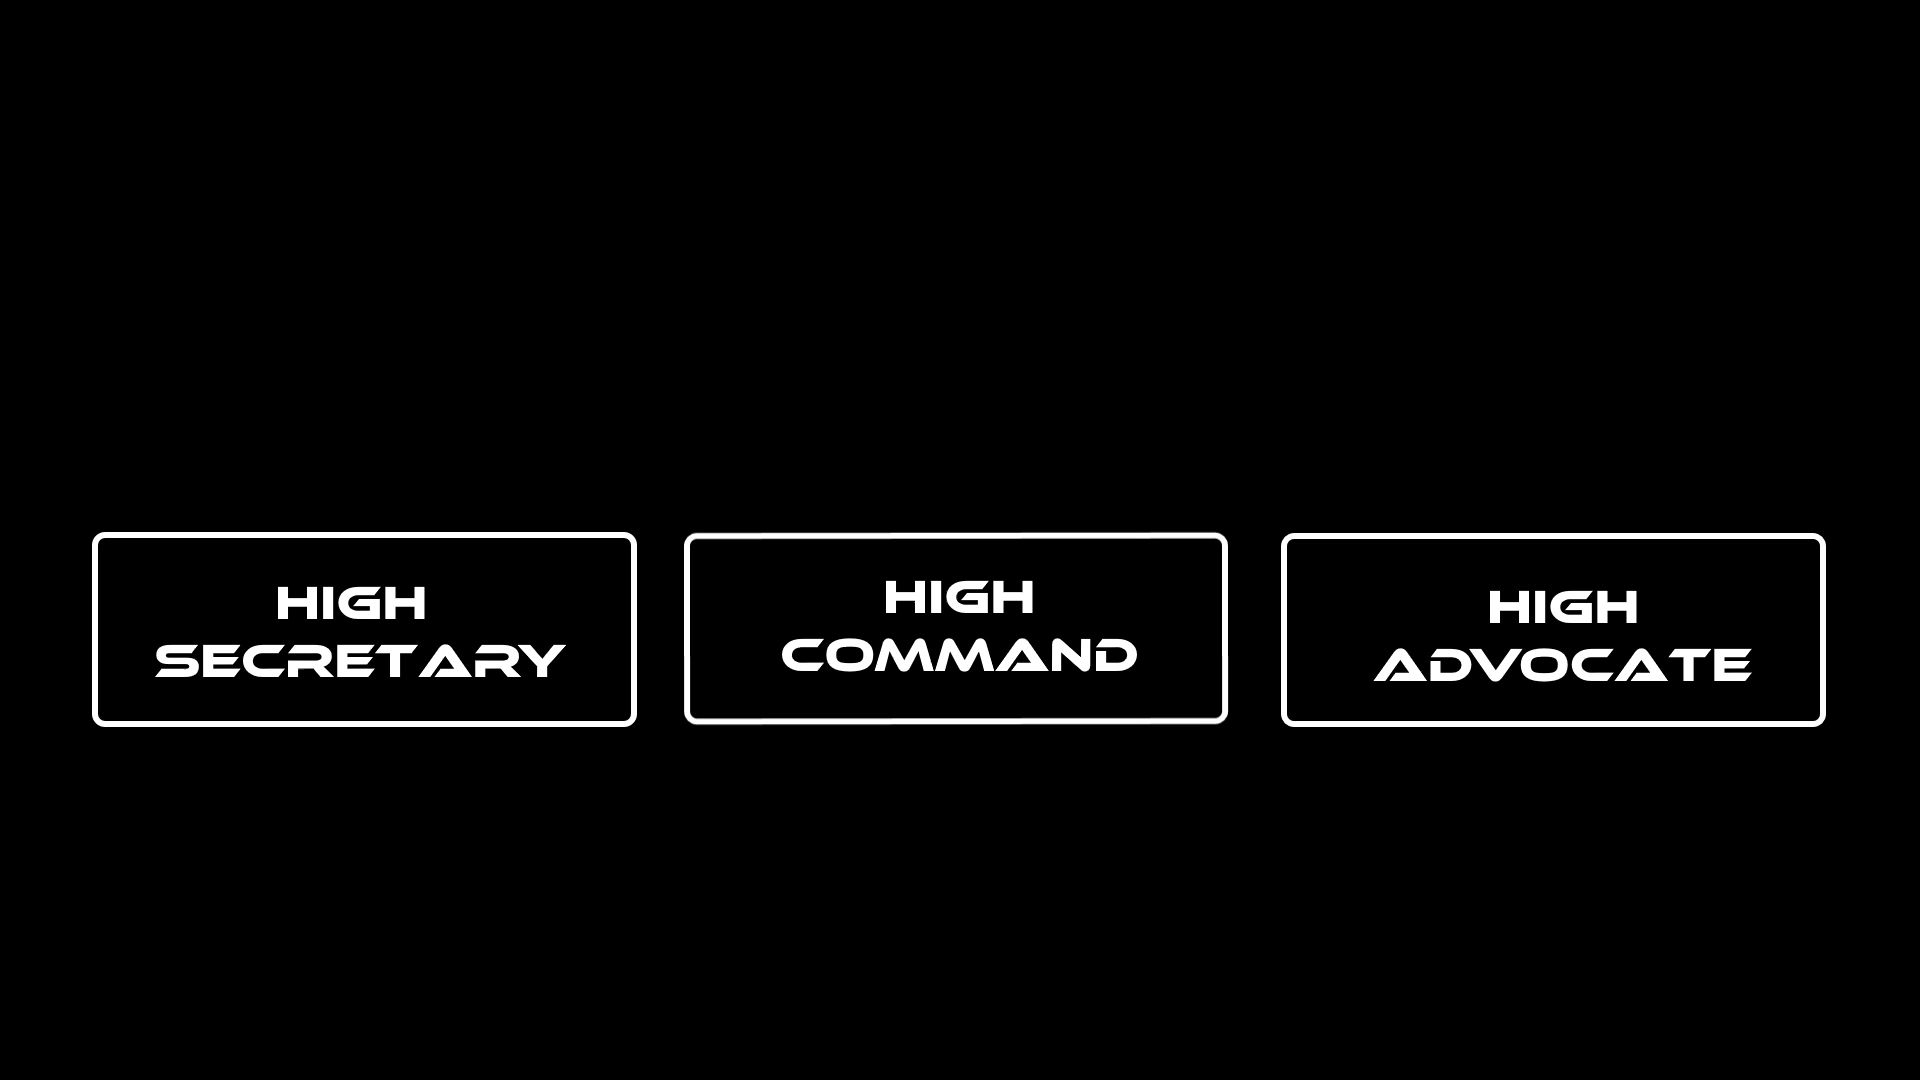 HIGH
SECRETARY
HIGH
COMMAND
HIGH
ADVOCATE